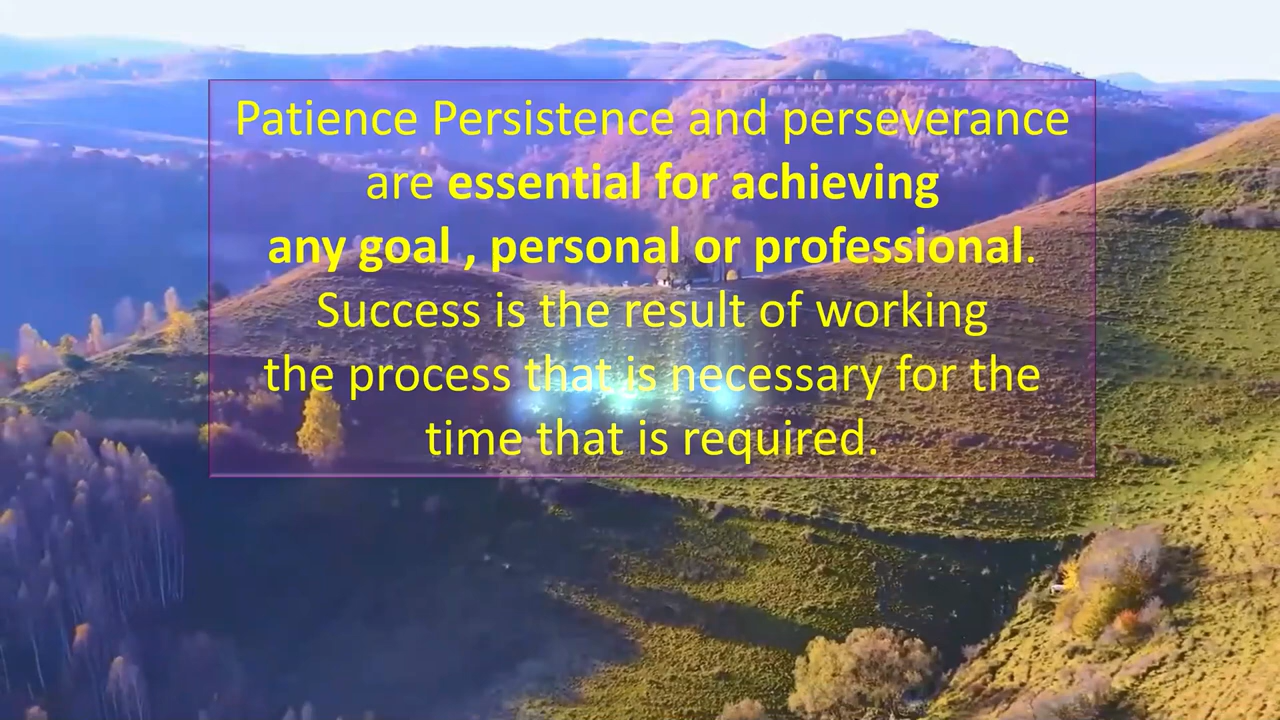 Patience Persistence and perseverance
are essential for achieving
any goal , personal or professional.
Success is the result of working
the process that is necessary for the
time that is required.